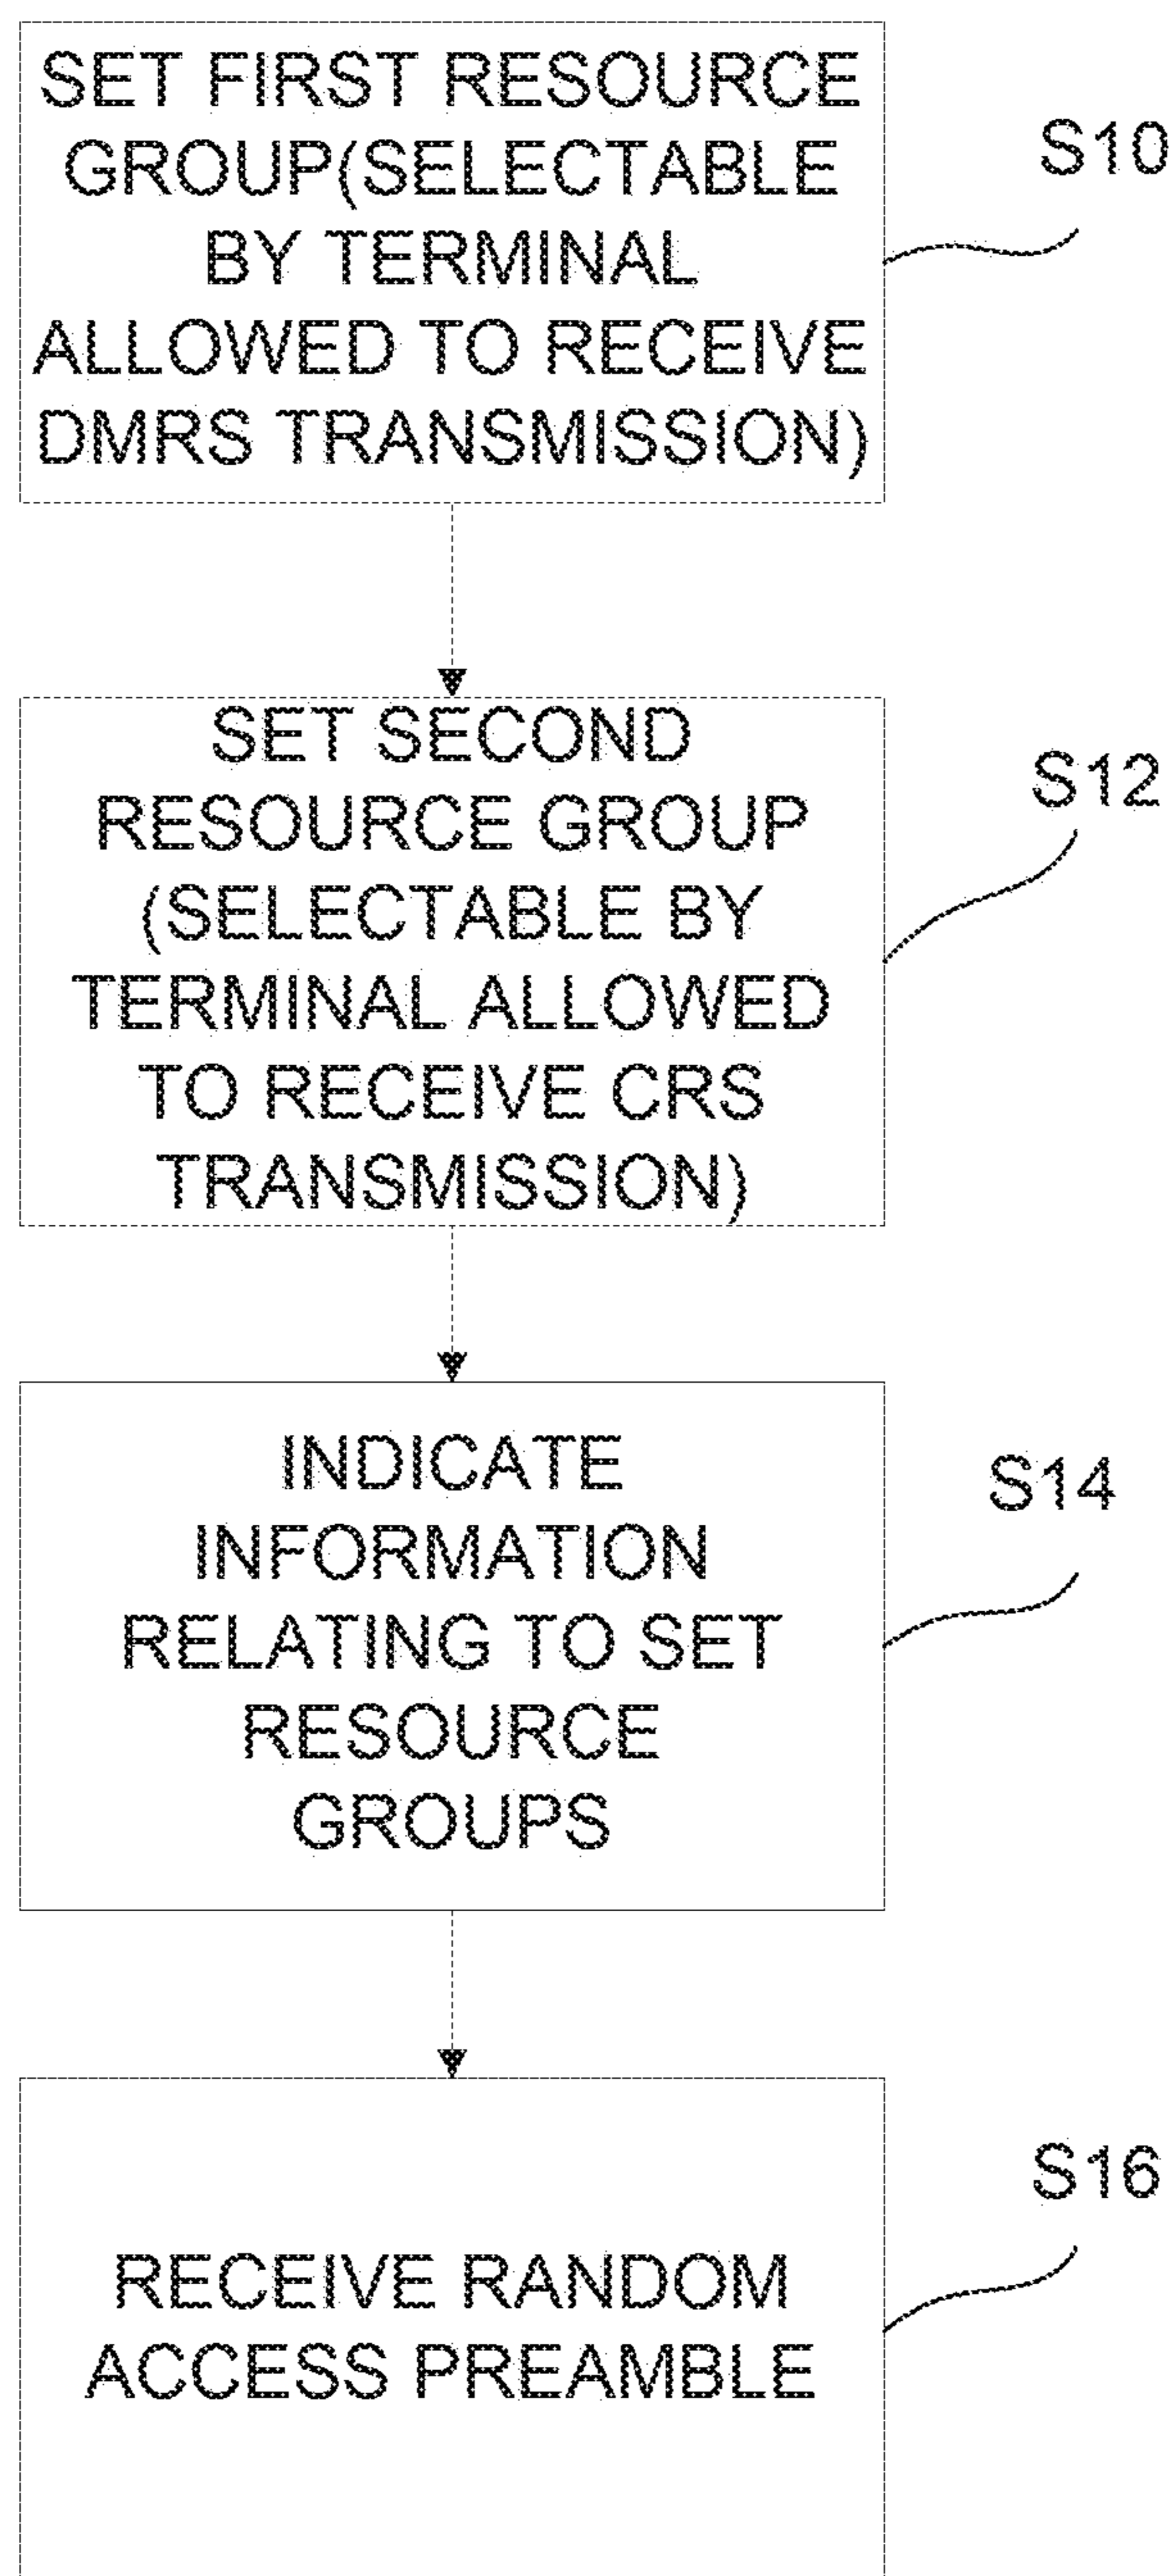 SET FIRST RESOURCE
GROUP(SELECTABLE
BY TERMINAL
ALLOWED TO RECEIVE
DMRS TRANSMISSION)
S10
SET SECOND
RESOURCE GROUP
(SELECTABLE BY
TERMINAL ALLOWED
TO RECEIVE CRS
TRANSMISSION)
S12
INDICATE
INFORMATION
RELATING TO SET
RESOURCE
GROUPS
S14
RECEIVE RANDOM
ACCESS PREAMBLE
S16